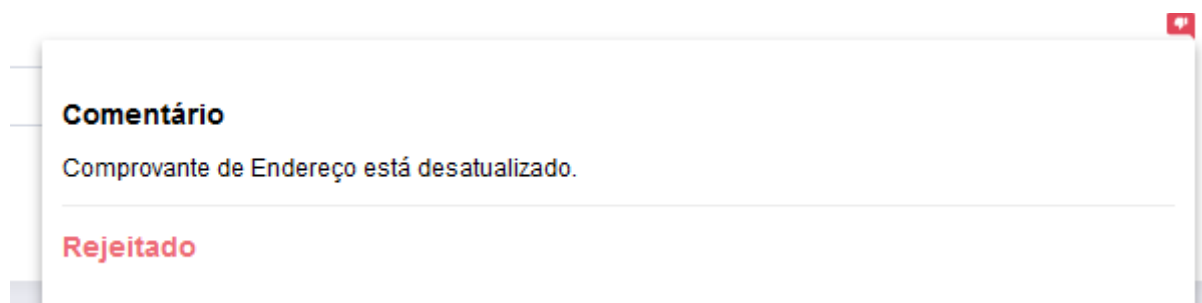 Comentário
Comprovante de Endereço está desatualizado.
Rejeitado